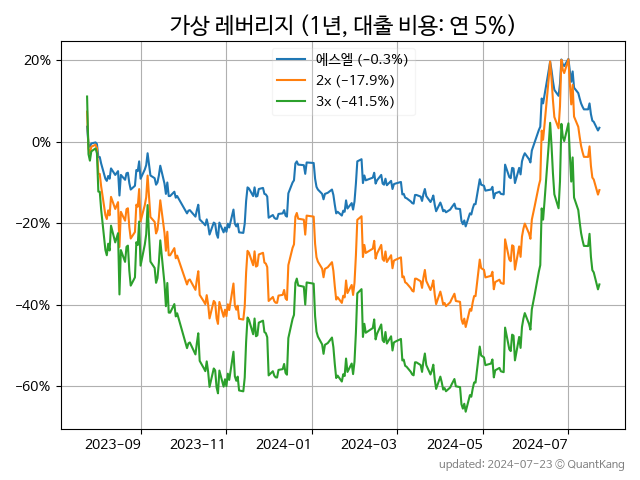 가상 레버리지 (1년, 대출 비용: 연 5%)
에스엘 (−0.3%)
2x (−17.9%)
3x (−41.5%)
20%
0%
−20%
−40%
−60%
2023-09
2023-11
2024-01
2024-03
2024-05
2024-07
updated: 2024-07-23 © QuantKang